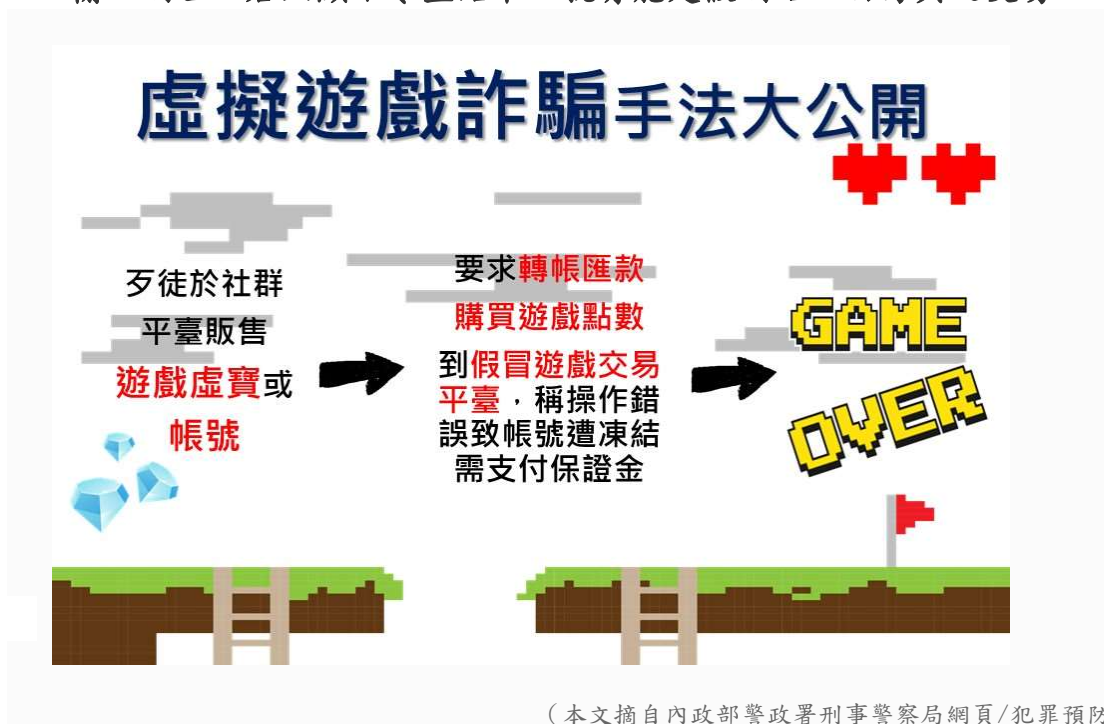 虛擬遊戲詐騙手法大公開
歹徒於社群
平臺販售
遊戲虛寶或
帳號
要求轉帳匯款
購買遊戲點數
到假冒遊戲交易
平臺，稱操作錯
誤致帳號遭凍結
需支付保證金
GAME
OVER
（本文摘自內政部警政署刑事警察局網頁/犯罪預防